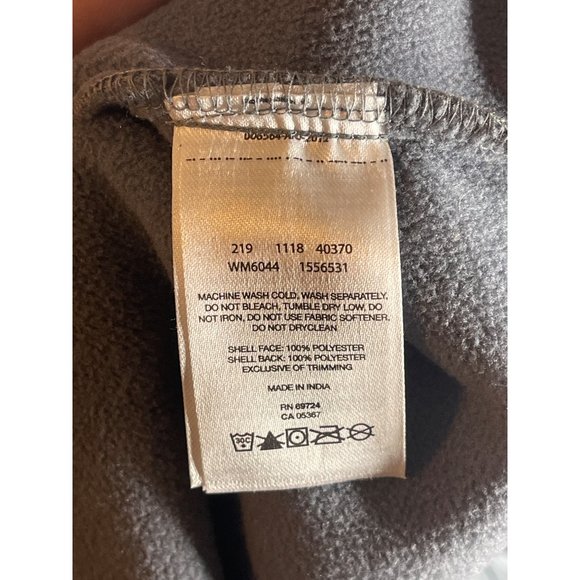 219 1118 40370
WM6044 1556531
MACHINE WASH COLD, WASH SEPARATELY,
DO NOT BLEACH, TUMBLE DRY LOW, DO
NOT IRON, DO NOT USE FABRIC SOFTENER,
DO NOT DRYCLEAN
SHELL FACE: 100% POLYESTER
SHELL BACK: 100% POLYESTER
EXCLUSIVE OF TRIMMING
MADE IN INDIA
RN 69724
CA 05367
30C